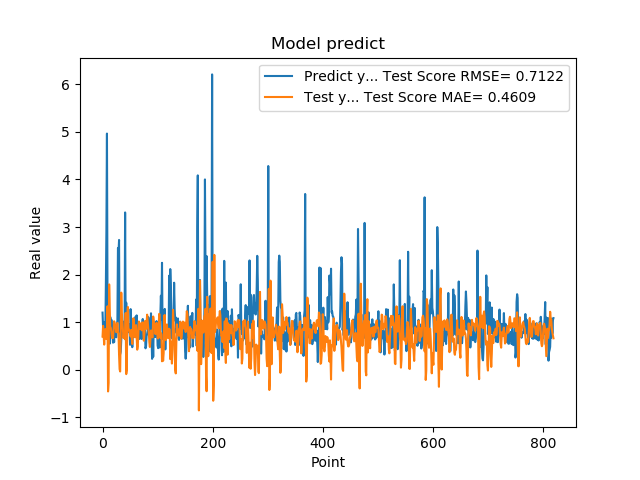 Model predict
Predict y... Test Score RMSE= 0.7122
Test y... Test Score MAE= 0.4609
Real value
6
5
4
3
2
1
0
−1
0 200 400 600 800
Point